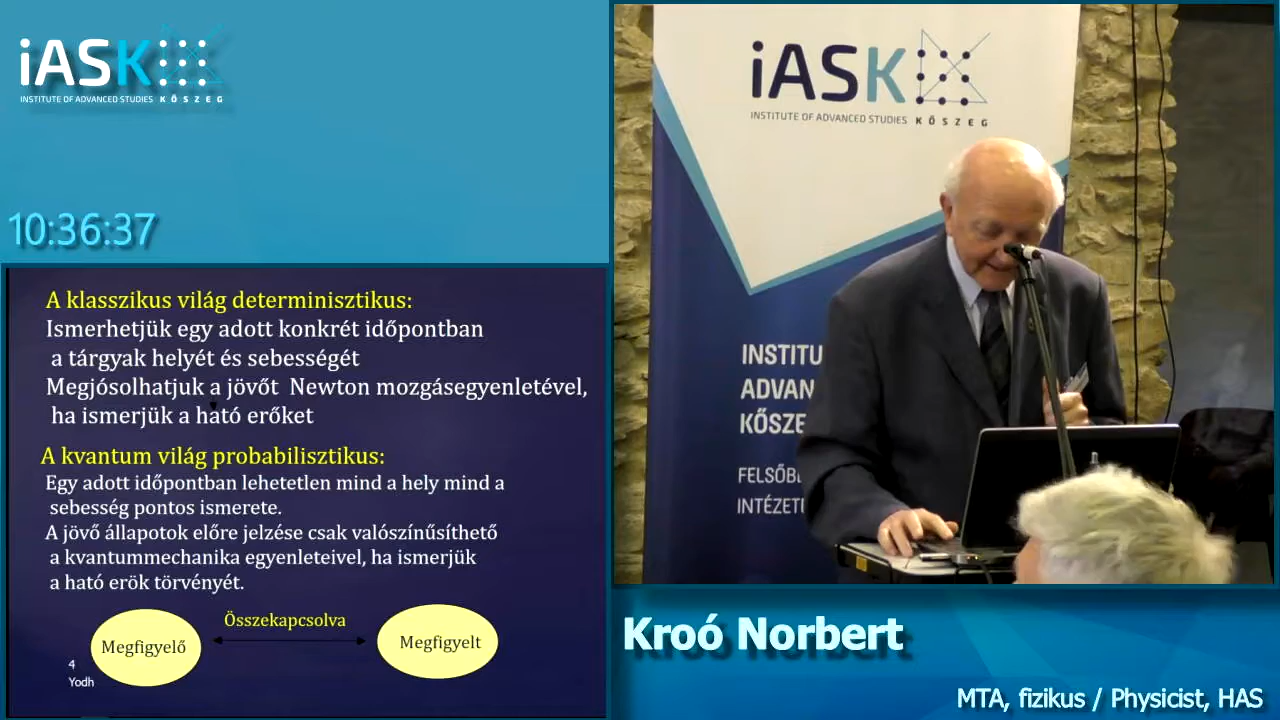 iASK
INSTITUTE OF ADVANCED STUDIES KŐSZEG
10:36:37
A klasszikus világ determinisztikus:
Ismerhetjük egy adott konkrét időpontban
a tárgyak helyét és sebességét
Megjósolhatjuk a jövőt Newton mozgásegyenletével,
ha ismerjük a ható erőket
A kvantum világ probabilisztikus:
Egy adott időpontban lehetetlen mind a hely mind a
sebesség pontos ismerete.
A jövő állapotok előre jelzése csak valószínűsíthető
a kvantummechanika egyenleteivel, ha ismerjük
a ható erök törvényét.
Összekapcsolva
Megfigyelő
Megfigyelt
4
Yodh
iASK
INSTITUTE OF ADVANCED STUDIES KŐSZEG
INSTITU
ADVAN
KŐSZE
FELSŐB
INTÉZET
Kroó Norbert
MTA, fizikus / Physicist, HAS